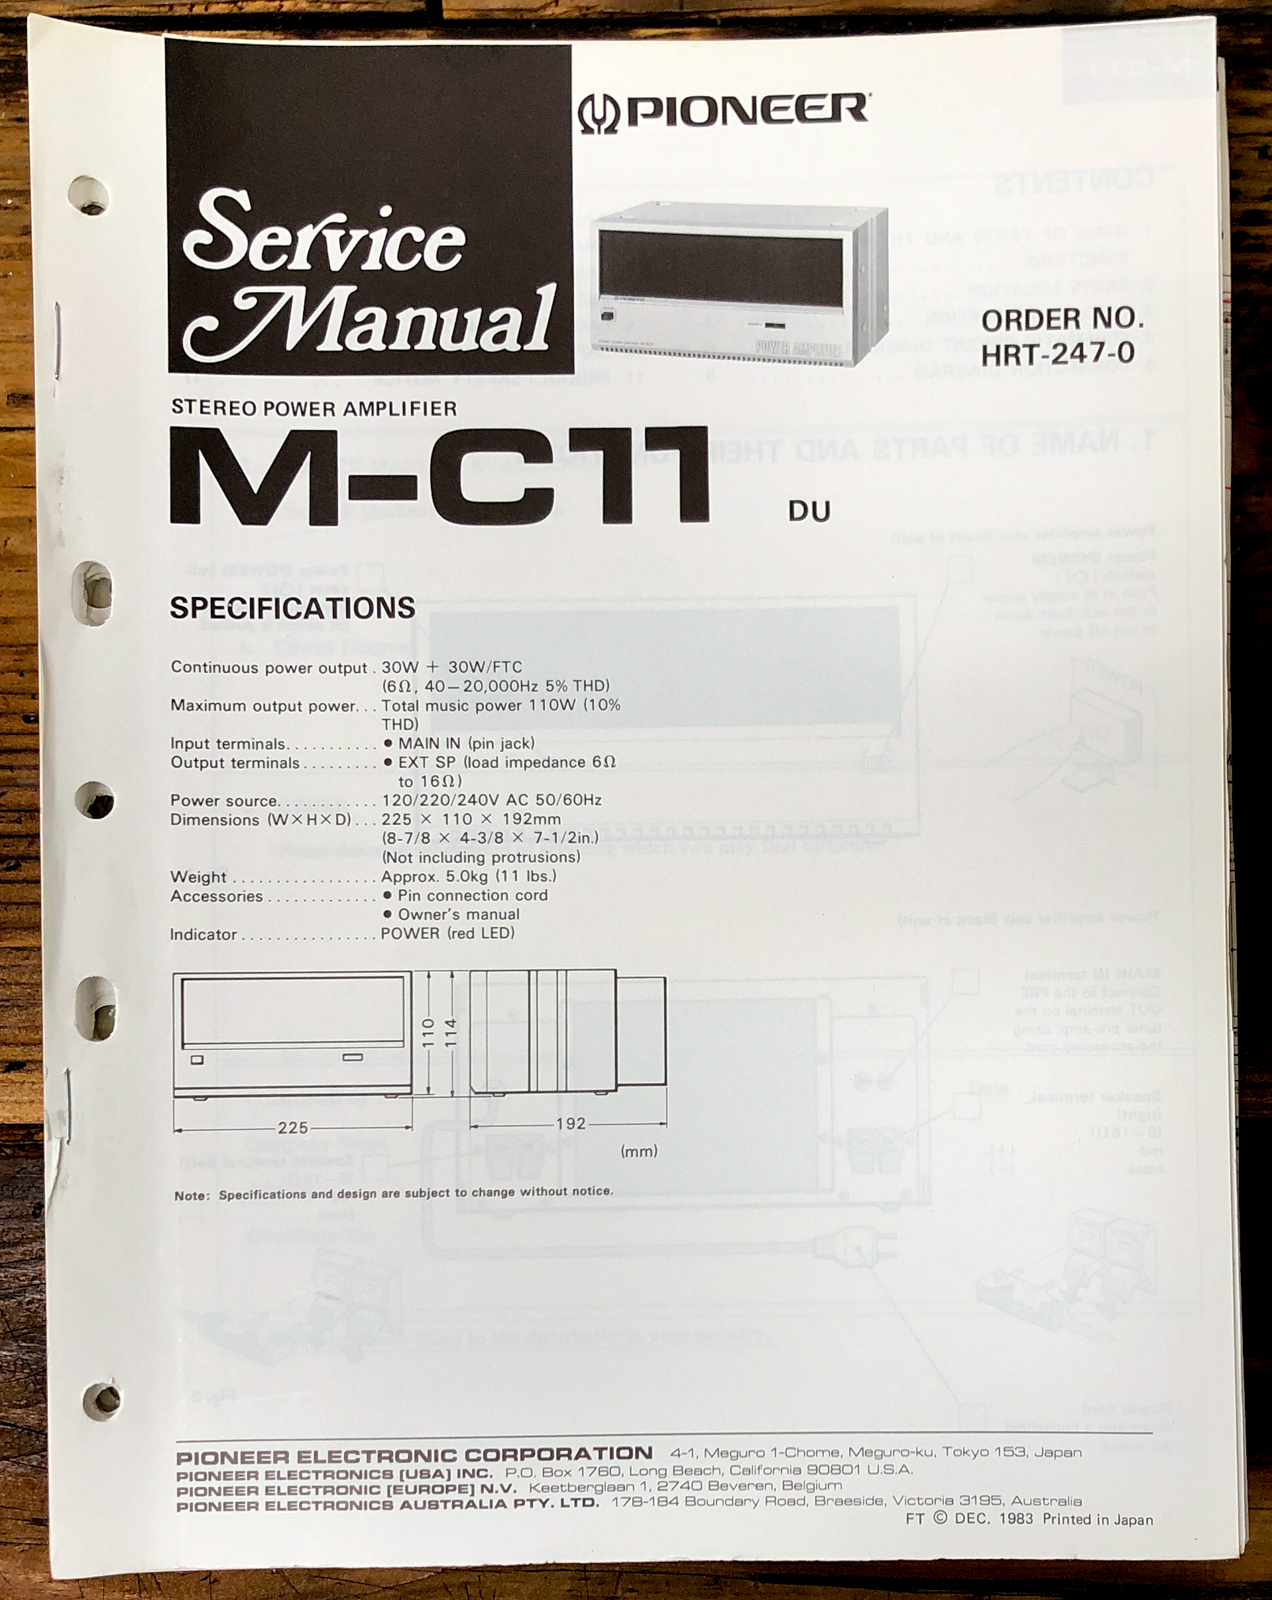 PIONEER
Service
Manual
POWER AMPLIFIER
ORDER NO.
HRT-247-0
STEREO POWER AMPLIFIER
M-C11
DU
SPECIFICATIONS
Continuous power output . 30W + 30W/FTC
(6Ω, 40—20,000Hz 5% THD)
Maximum output power... Total music power 110W (10%
THD)
Input terminals........... ● MAIN IN (pin jack)
Output terminals......... ● EXT SP (load impedance 6Ω
to 16Ω)
Power source............ 120/220/240V AC 50/60Hz
Dimensions (W×H×D)... 225 × 110 × 192mm
(8-7/8 × 4-3/8 × 7-1/2in.)
(Not including protrusions)
Weight ................. Approx. 5.0kg (11 lbs.)
Accessories ............. ● Pin connection cord
● Owner's manual
Indicator ................ POWER (red LED)
110
114
225
192
(mm)
Note: Specifications and design are subject to change without notice.
PIONEER ELECTRONIC CORPORATION 4-1, Meguro 1-Chome, Meguro-ku, Tokyo 153, Japan
PIONEER ELECTRONICS [USA] INC. P.O. Box 1760, Long Beach, California 90801 U.S.A.
PIONEER ELECTRONIC [EUROPE] N.V. Keetberglaan 1, 2740 Beveren, Belgium
PIONEER ELECTRONICS AUSTRALIA PTY. LTD. 178-184 Boundary Road, Braeside, Victoria 3195, Australia
FT © DEC. 1983 Printed in Japan